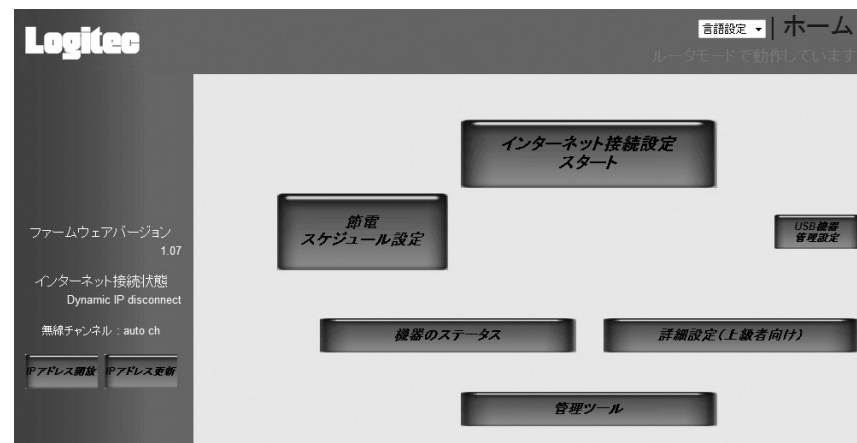 Logitec
言語設定 | ホーム
ルータモードで動作しています
インターネット接続設定
スタート
節電
スケジュール設定
USB機器
管理設定
機器のステータス
詳細設定(上級者向け)
管理ツール
ファームウェアバージョン
1.07
インターネット接続状態
Dynamic IP disconnect
無線チャンネル : auto ch
IPアドレス開放 IPアドレス更新